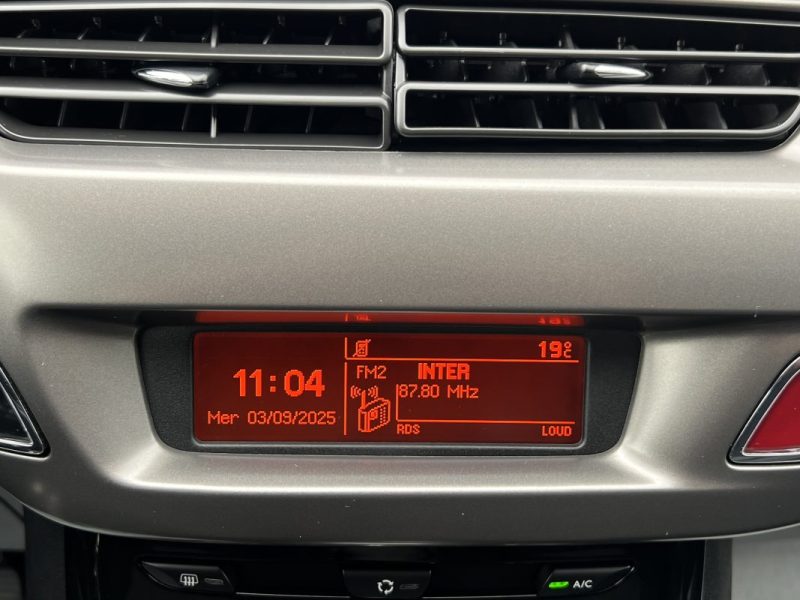 19°C
11:04
Mer 03/09/2025
FM2
INTER
87.80 MHz
RDS
LOUD
A/C